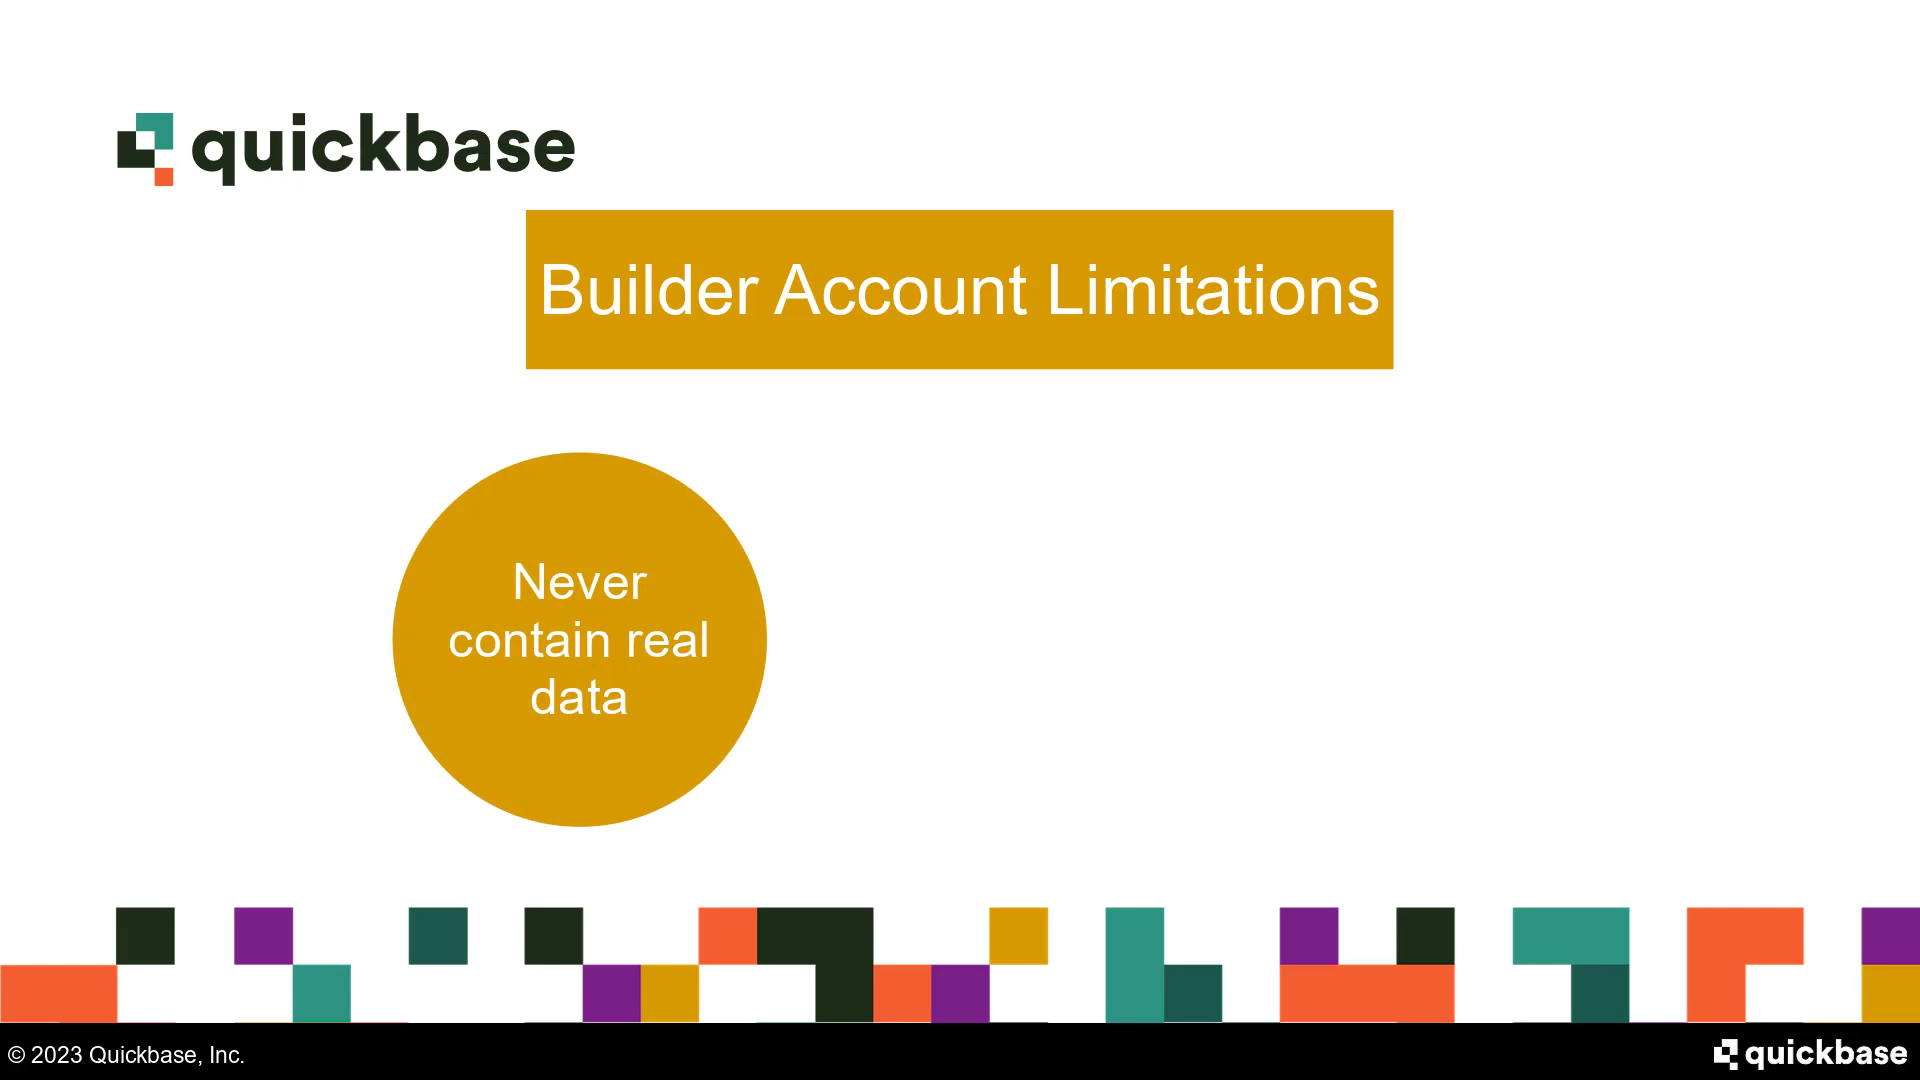 quickbase
Builder Account Limitations
Never
contain real
data
© 2023 Quickbase, Inc.
quickbase